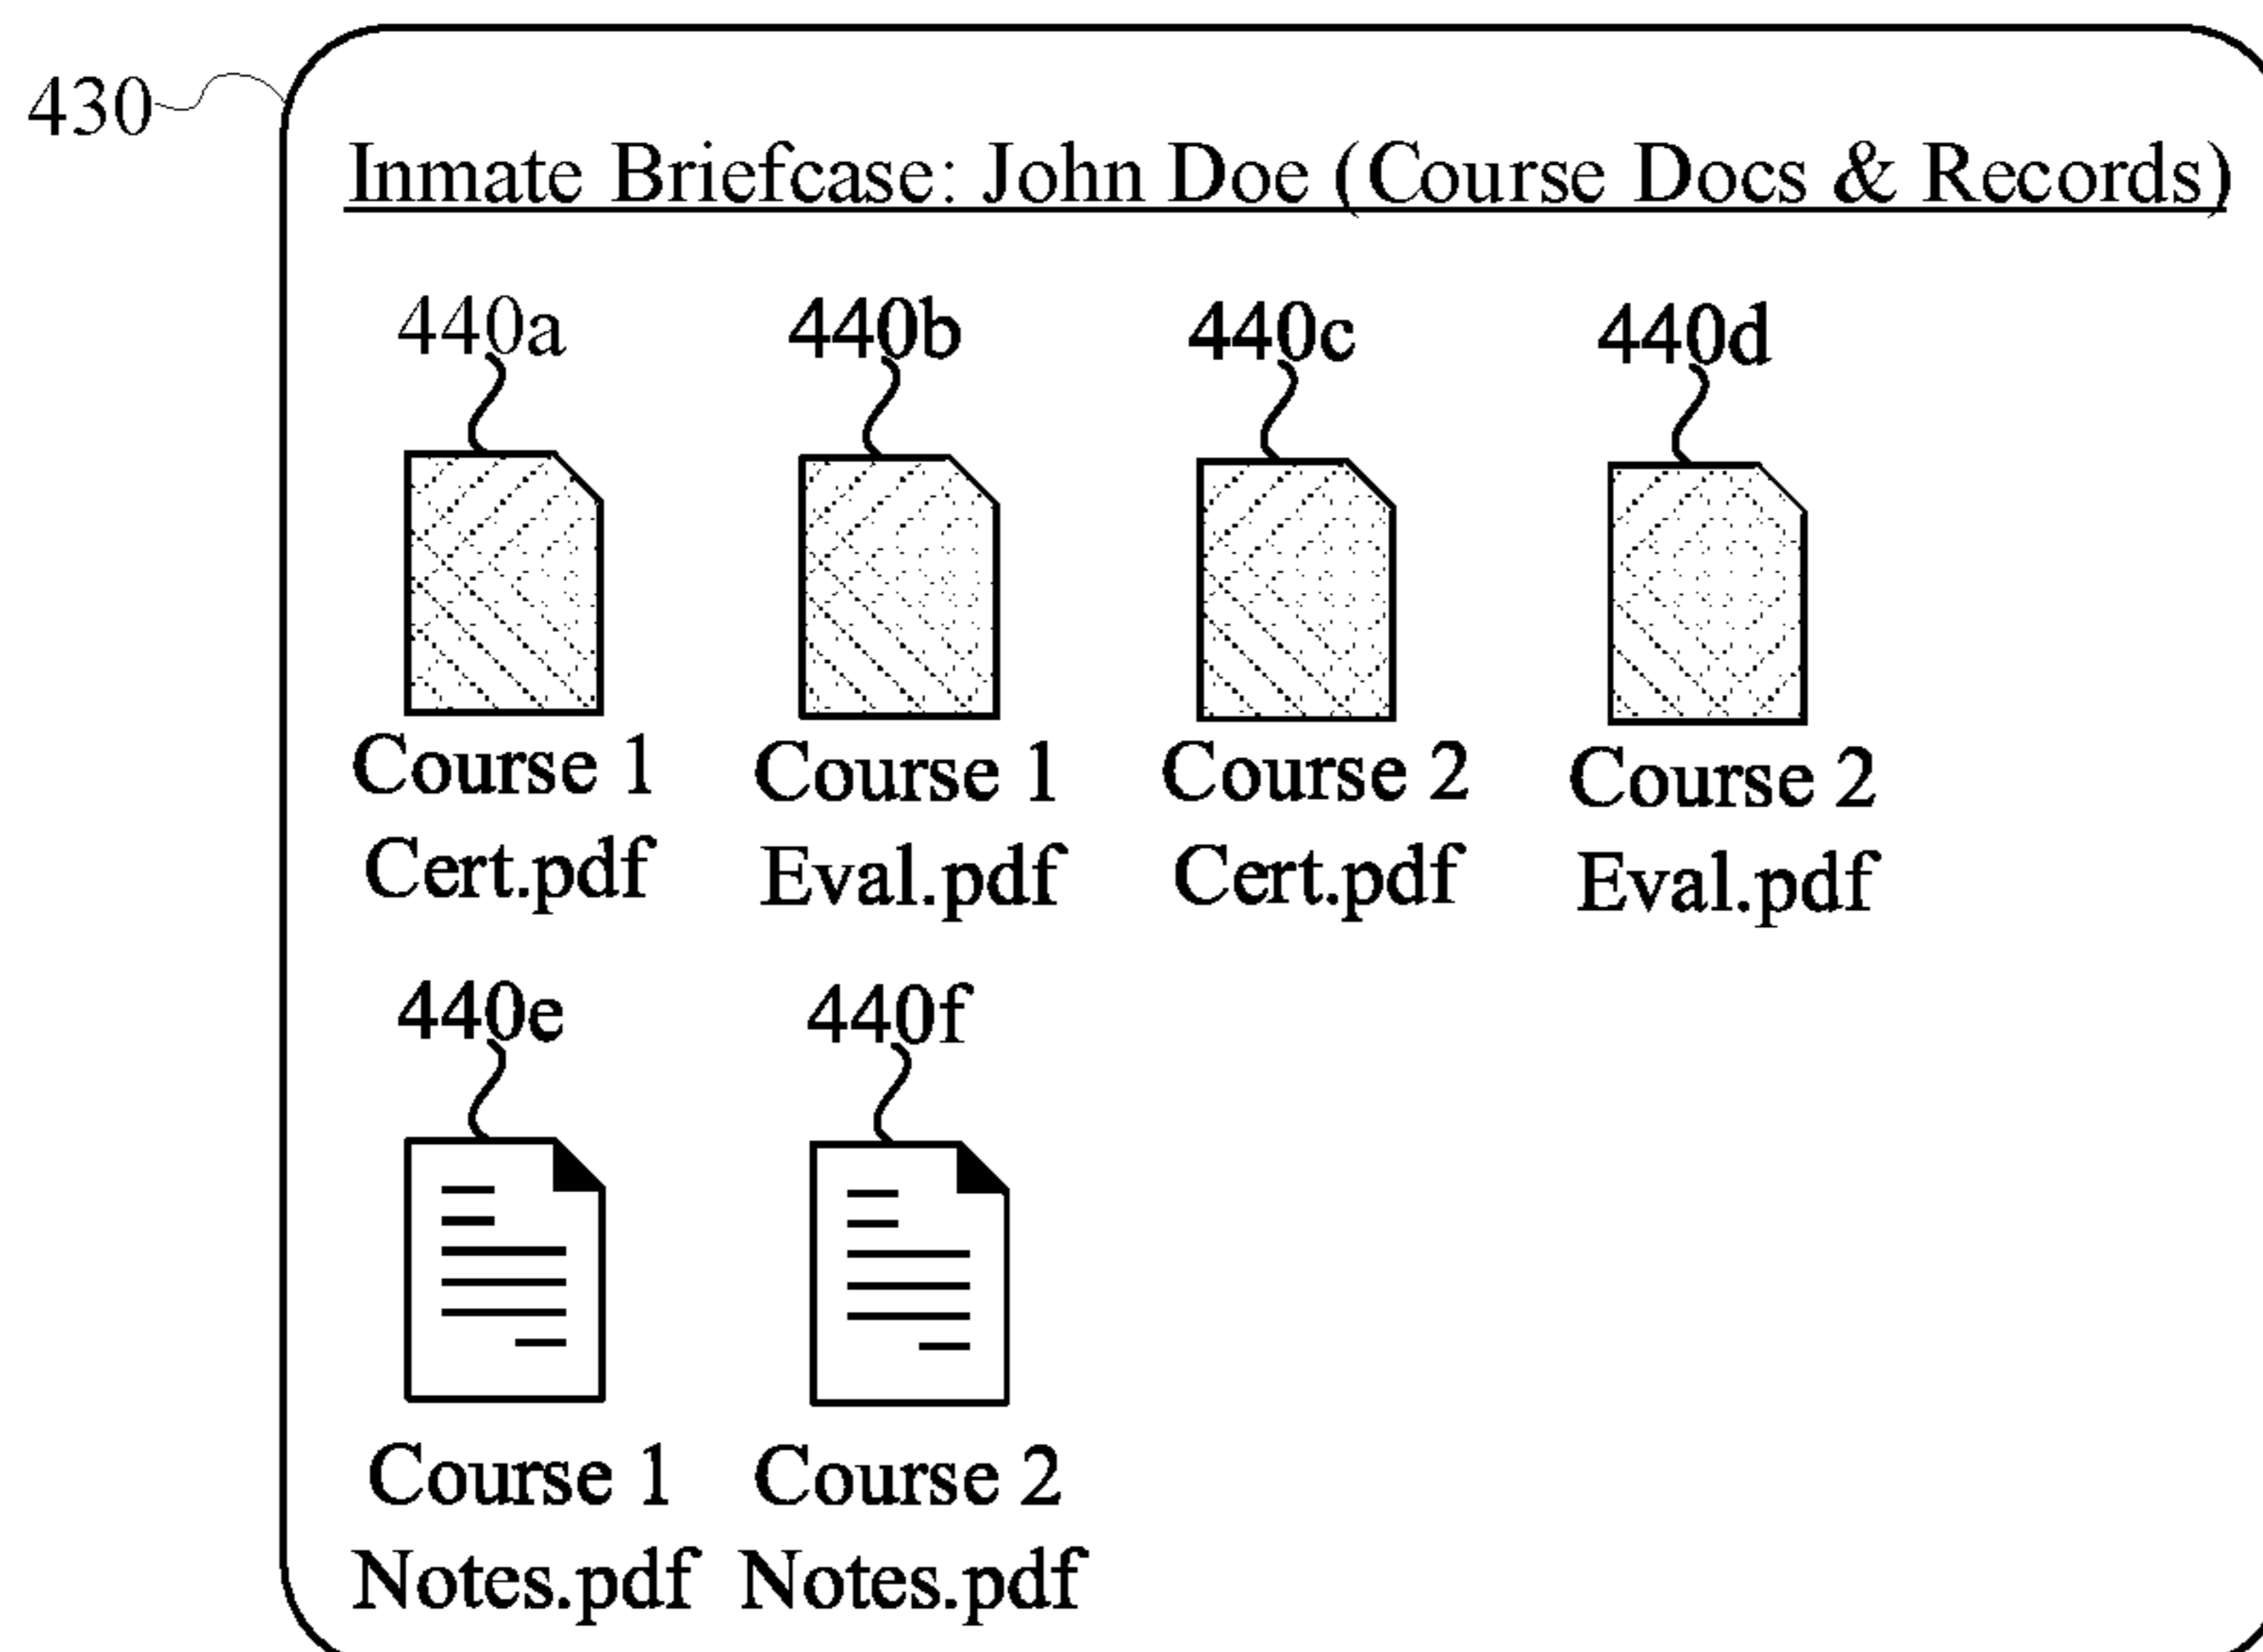 430
Inmate Briefcase: John Doe (Course Docs & Records)
440a 440b 440c 440d
Course 1 Course 1 Course 2 Course 2
Cert.pdf Eval.pdf Cert.pdf Eval.pdf
440e 440f
Course 1 Course 2
Notes.pdf Notes.pdf